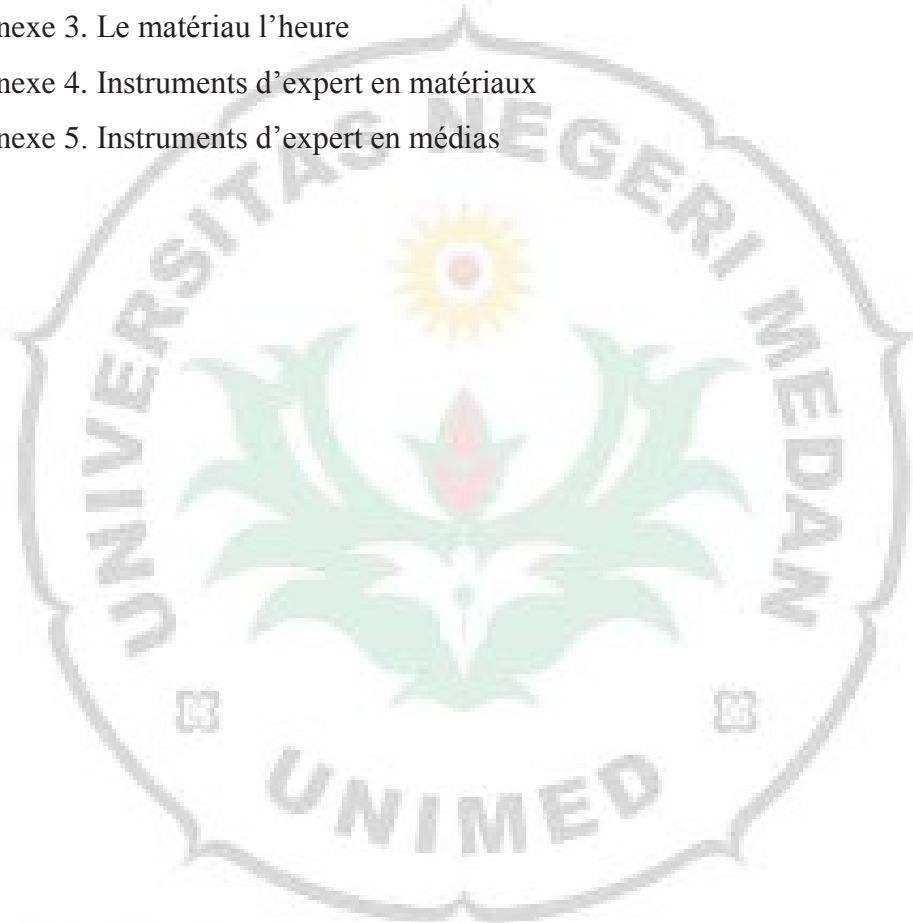 nexe 3. Le matériau l’heure
nexe 4. Instruments d’expert en matériaux
nexe 5. Instruments d’expert en médias
UNIVERSITAS NEGERI MEDAN
UNIMED